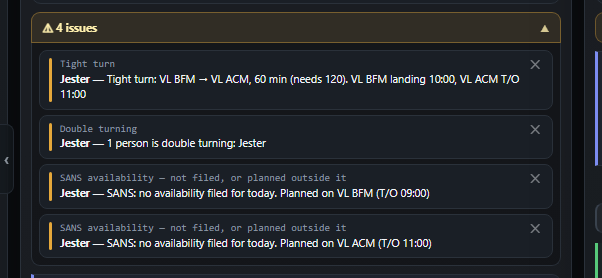 ⚠ 4 issues ▲
Tight turn ×
Jester — Tight turn: VL BFM → VL ACM, 60 min (needs 120). VL BFM landing 10:00, VL ACM T/O
11:00
Double turning ×
Jester — 1 person is double turning: Jester
SANS availability — not filed, or planned outside it ×
Jester — SANS: no availability filed for today. Planned on VL BFM (T/O 09:00)
SANS availability — not filed, or planned outside it ×
Jester — SANS: no availability filed for today. Planned on VL ACM (T/O 11:00)